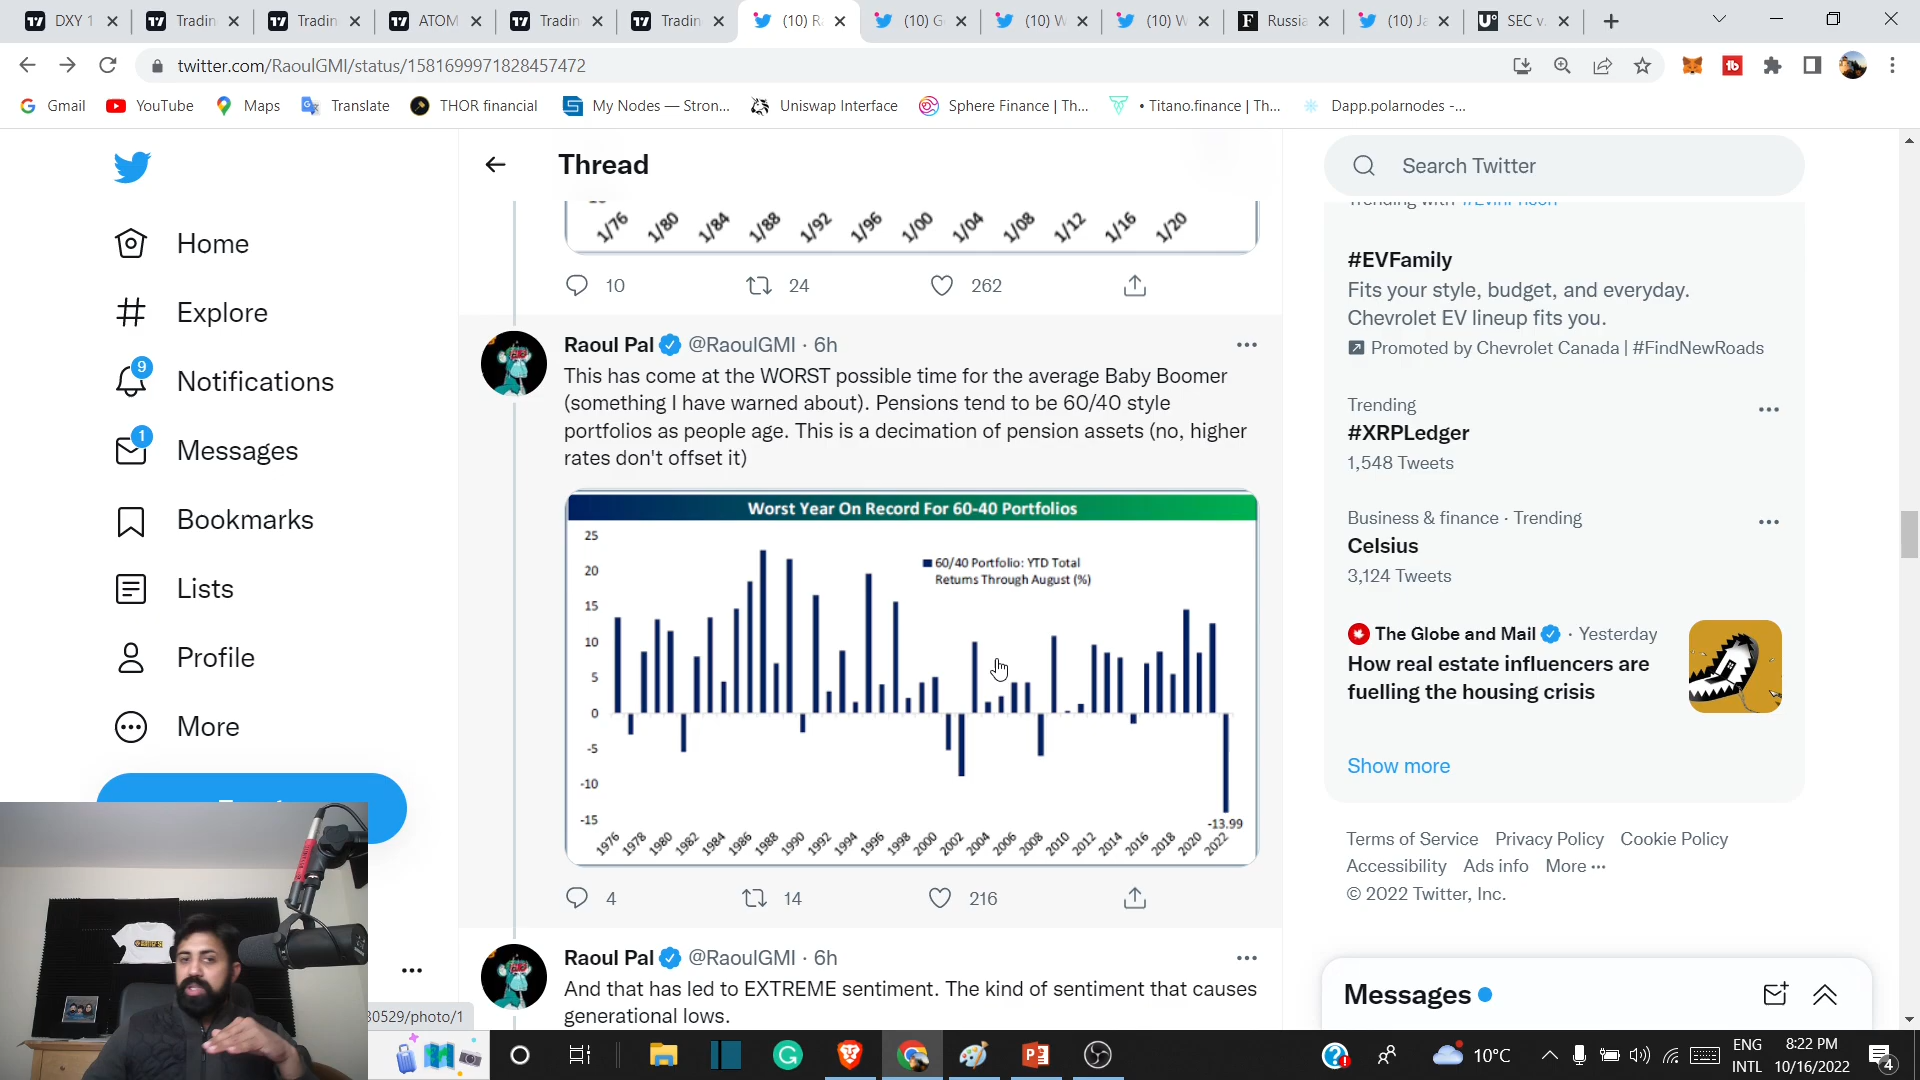 DXY 1
Tradin
Tradin
ATOM
Tradin
Tradin
(10) R
(10) G
(10) W
(10) W
Russia
(10) Ja
SEC v.
twitter.com/RaoulGMI/status/1581699971828457472
Gmail
YouTube
Maps
Translate
THOR financial
My Nodes — Stron...
Uniswap Interface
Sphere Finance | Th...
• Titano.finance | Th...
Dapp.polarnodes -...
Home
Explore
9
Notifications
1
Messages
Bookmarks
Lists
Profile
More
Thread
1/76 1/80 1/84 1/88 1/92 1/96 1/00 1/04 1/08 1/12 1/16 1/20
10 24 262
Raoul Pal @RaoulGMI · 6h
This has come at the WORST possible time for the average Baby Boomer
(something I have warned about). Pensions tend to be 60/40 style
portfolios as people age. This is a decimation of pension assets (no, higher
rates don't offset it)
Worst Year On Record For 60-40 Portfolios
60/40 Portfolio: YTD Total
Returns Through August (%)
25
20
15
10
5
0
-5
-10
-15
-13.99
1976 1978 1980 1982 1984 1986 1988 1990 1992 1994 1996 1998 2000 2002 2004 2006 2008 2010 2012 2014 2016 2018 2020 2022
4 14 216
Raoul Pal @RaoulGMI · 6h
And that has led to EXTREME sentiment. The kind of sentiment that causes
generational lows.
Search Twitter
#EVFamily
Fits your style, budget, and everyday.
Chevrolet EV lineup fits you.
Promoted by Chevrolet Canada | #FindNewRoads
Trending
#XRPLedger
1,548 Tweets
Business & finance · Trending
Celsius
3,124 Tweets
The Globe and Mail · Yesterday
How real estate influencers are
fuelling the housing crisis
Show more
Terms of Service Privacy Policy Cookie Policy
Accessibility Ads info More ···
© 2022 Twitter, Inc.
Messages
30529/photo/1
10°C
ENG
INTL
8:22 PM
10/16/2022
4